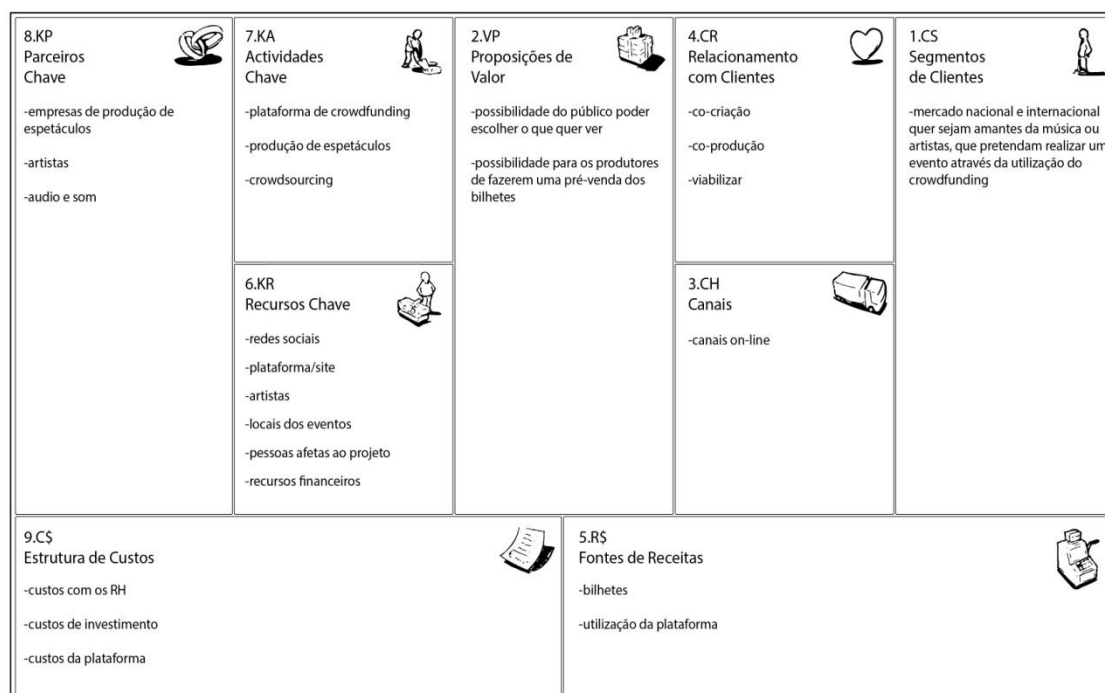 8.KP
Parceiros
Chave
-empresas de produção de
espetáculos
-artistas
-audio e som
7.KA
Actividades
Chave
-plataforma de crowdfunding
-produção de espetáculos
-crowdsourcing
6.KR
Recursos Chave
-redes sociais
-plataforma/site
-artistas
-locais dos eventos
-pessoas afetas ao projeto
-recursos financeiros
2.VP
Proposições de
Valor
-possibilidade do público poder
escolher o que quer ver
-possibilidade para os produtores
de fazerem uma pré-venda dos
bilhetes
4.CR
Relacionamento
com Clientes
-co-criação
-co-produção
-viabilizar
3.CH
Canais
-canais on-line
1.CS
Segmentos
de Clientes
-mercado nacional e internacional
quer sejam amantes da música ou
artistas, que pretendam realizar um
evento através da utilização do
crowdfunding
9.C$
Estrutura de Custos
-custos com os RH
-custos de investimento
-custos da plataforma
5.R$
Fontes de Receitas
-bilhetes
-utilização da plataforma